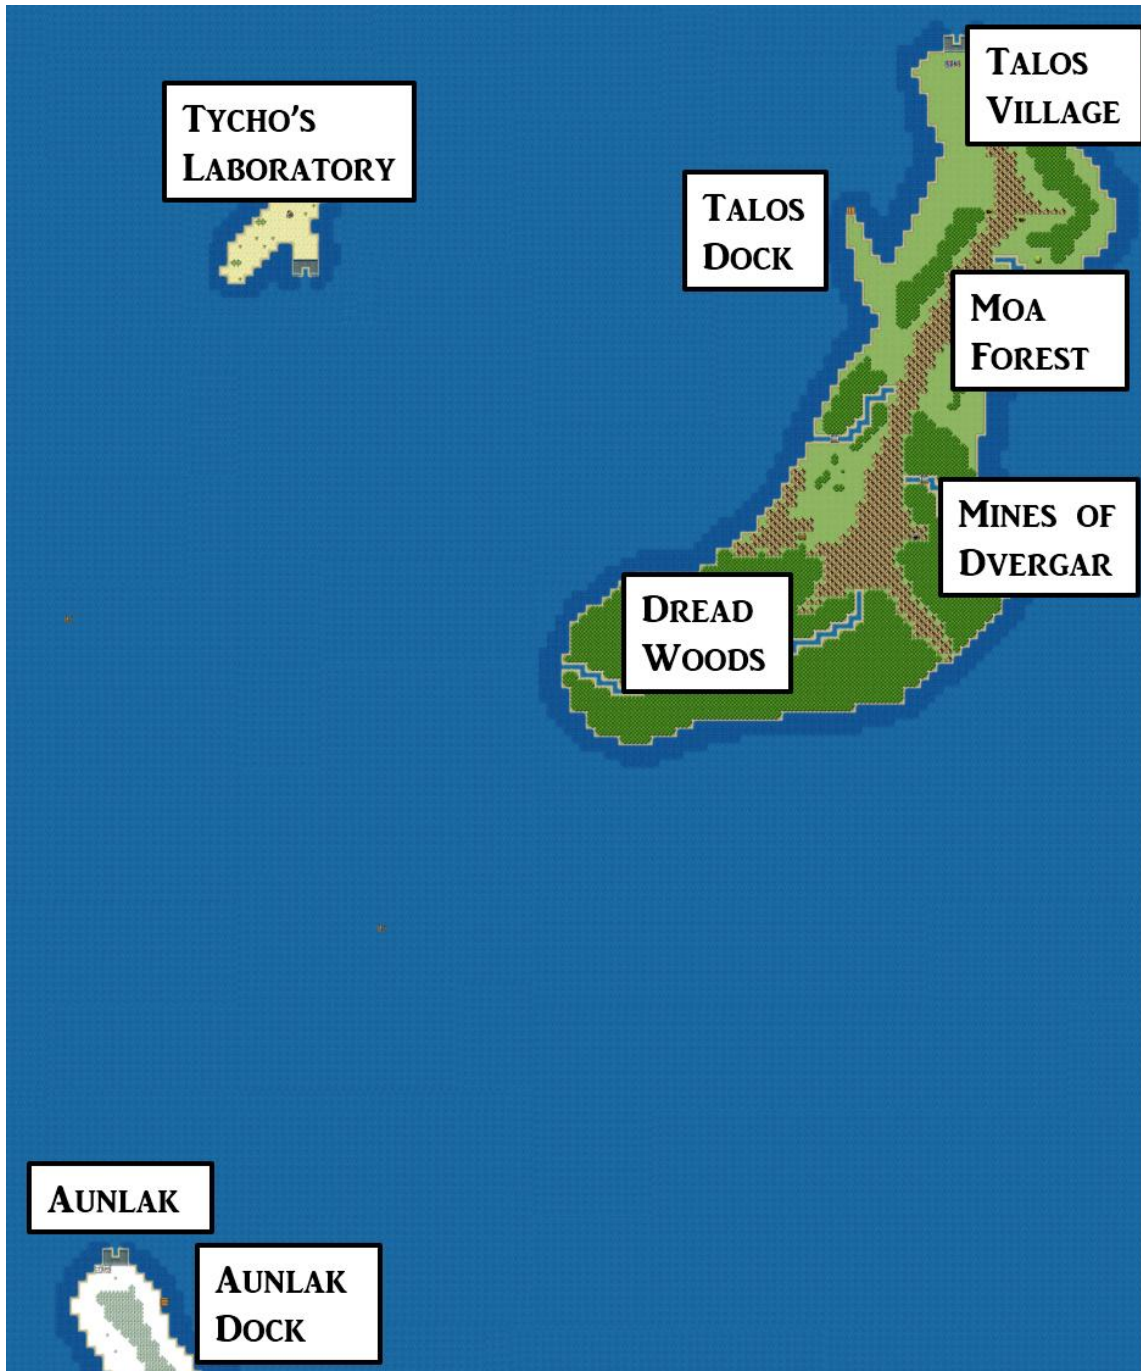 TALOS
VILLAGE
TYCHO'S
LABORATORY
TALOS
DOCK
MOA
FOREST
MINES OF
DVERGAR
DREAD
WOODS
AUNLAK
AUNLAK
DOCK